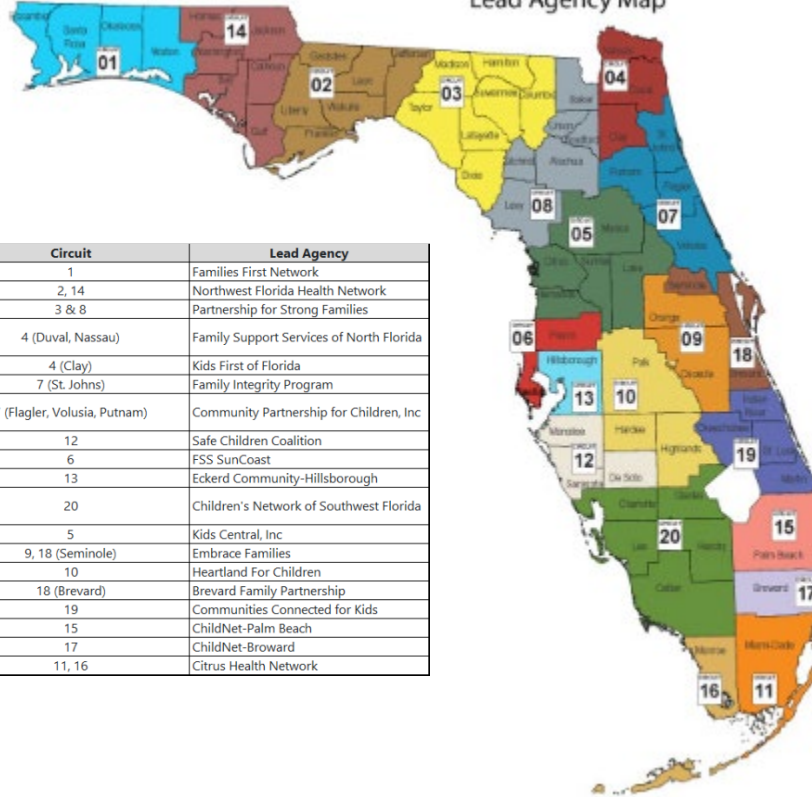 Lead Agency Map
Circuit Lead Agency
1 Families First Network
2, 14 Northwest Florida Health Network
3 & 8 Partnership for Strong Families
4 (Duval, Nassau) Family Support Services of North Florida
4 (Clay) Kids First of Florida
7 (St. Johns) Family Integrity Program
(Flagler, Volusia, Putnam) Community Partnership for Children, Inc
12 Safe Children Coalition
6 FSS SunCoast
13 Eckerd Community-Hillsborough
20 Children's Network of Southwest Florida
5 Kids Central, Inc
9, 18 (Seminole) Embrace Families
10 Heartland For Children
18 (Brevard) Brevard Family Partnership
19 Communities Connected for Kids
15 ChildNet-Palm Beach
17 ChildNet-Broward
11, 16 Citrus Health Network
Santa Rosa
Okaloosa
Walton
01
Holmes
Jackson
14
Washington
Calhoun
Bay
Gulf
Gadsden
Jefferson
02
Leon
Liberty
Wakulla
Franklin
Madison
Hamilton
03
Taylor
Suwannee
Columbia
Lafayette
Dixie
04
Clay
Baker
Union
Alachua
Levy
08
St. Johns
Putnam
Flagler
07
Volusia
05
Marion
Citrus
Sumter
Lake
Seminole
Orange
09
Osceola
18
06
Pasco
Hillsborough
13
Polk
10
Manatee
Hardee
Highlands
12
Sarasota
De Soto
Indian River
Okeechobee
19
St. Lucie
Martin
Charlotte
Glades
20
Lee
Hendry
Collier
15
Palm Beach
Broward
17
Monroe
Miami-Dade
16
11